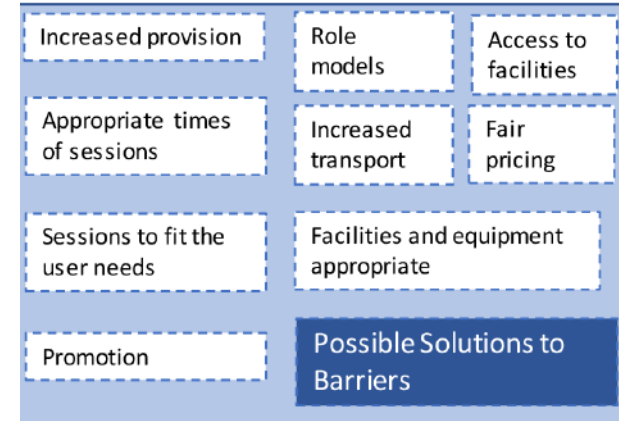 Increased provision
Role
models
Access to
facilities
Appropriate times
of sessions
Increased
transport
Fair
pricing
Sessions to fit the
user needs
Facilities and equipment
appropriate
Promotion
Possible Solutions to
Barriers